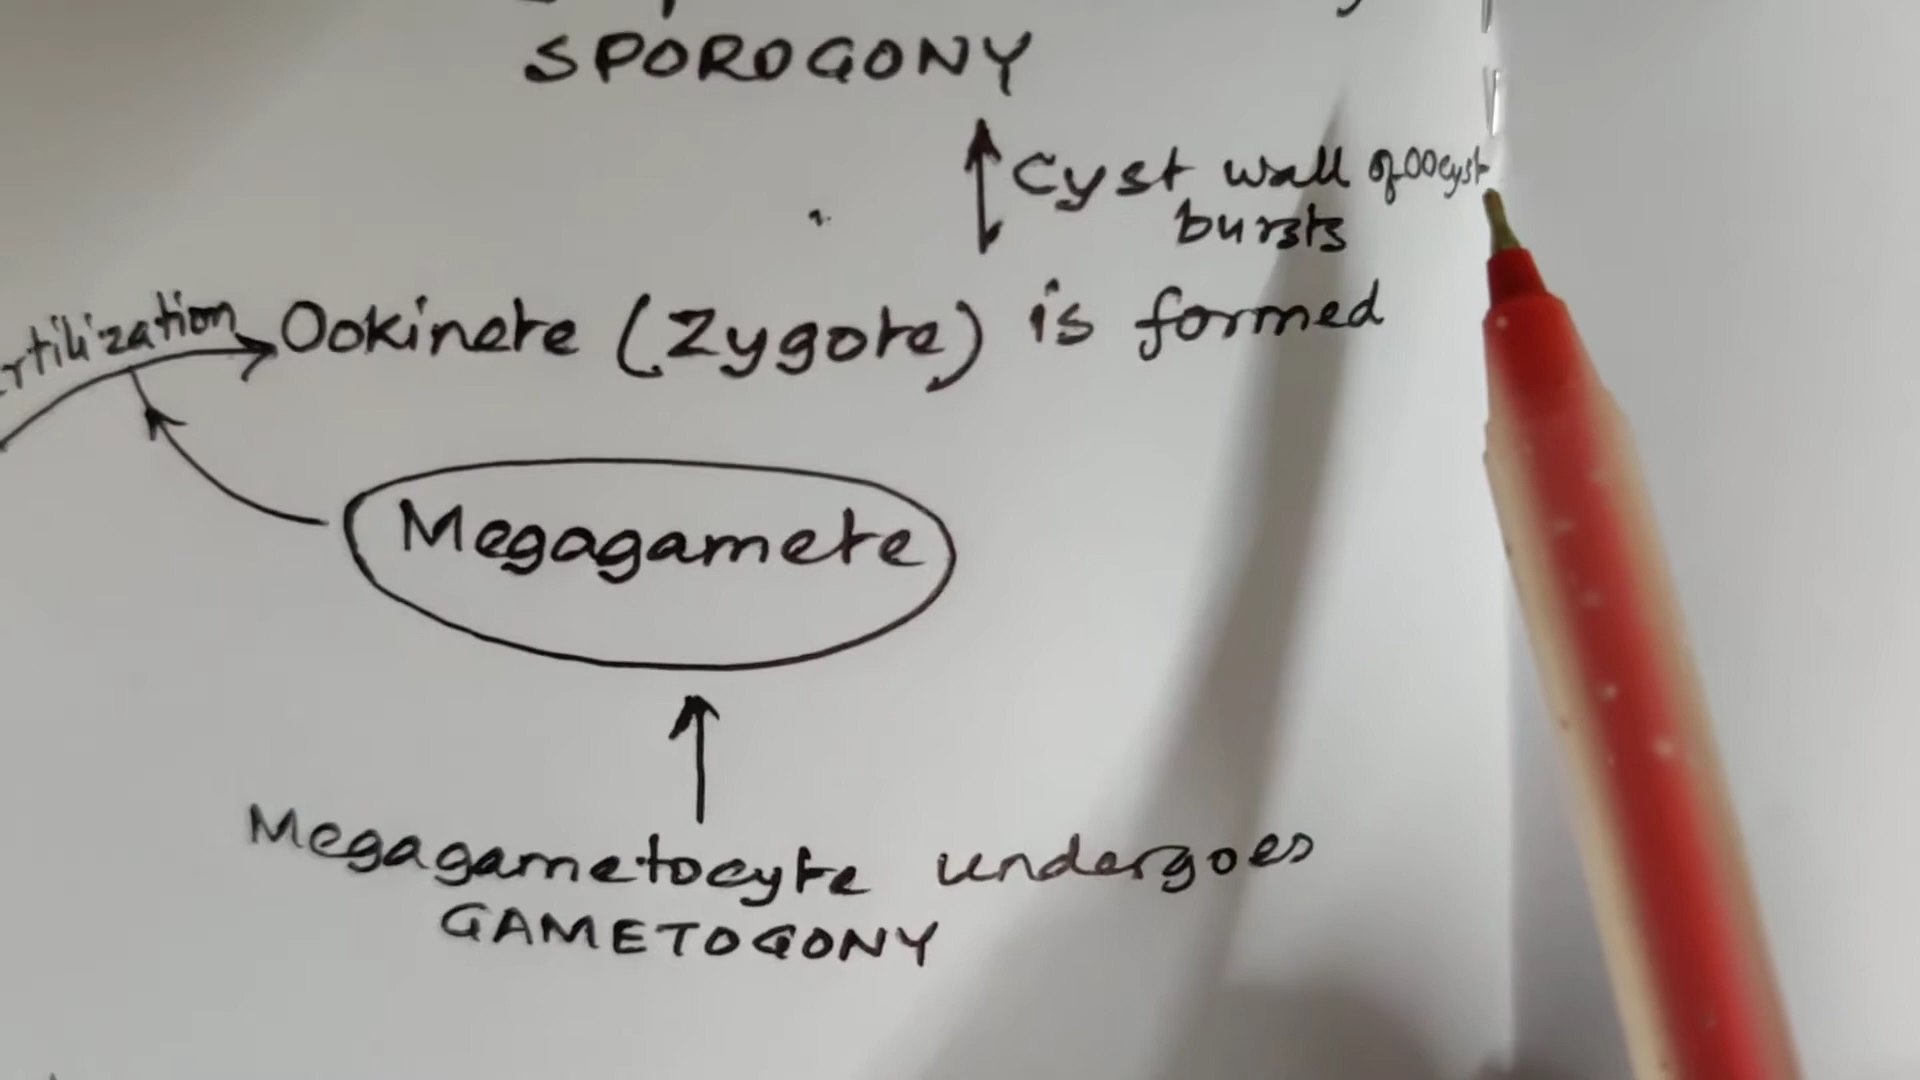 SPOROGONY
Cyst wall of oocyst
bursts
rtilization
Ookinete (Zygote) is formed
Megagamete
Megagametocyte undergoes
GAMETOGONY